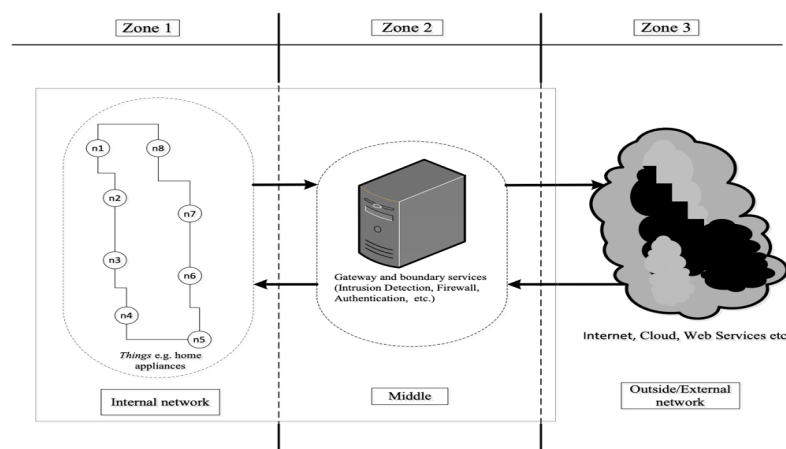 Zone 1
Zone 2
Zone 3
n1
n8
n2
n7
n3
n6
n4
n5
Things e.g. home
appliances
Gateway and boundary services
(Intrusion Detection, Firewall,
Authentication, etc.)
Internet, Cloud, Web Services etc
Internal network
Middle
Outside/External
network